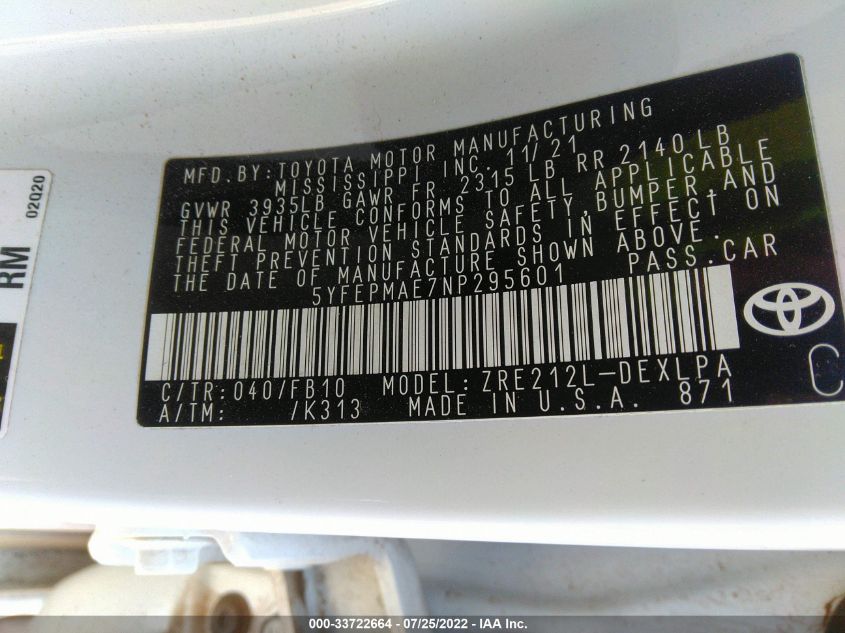 MFD. BY: TOYOTA MOTOR MANUFACTURING
MISSISSIPPI INC. 11/21
GVWR 3935LB GAWR FR 2315 LB RR 2140 LB
THIS VEHICLE CONFORMS TO ALL APPLICABLE
FEDERAL MOTOR VEHICLE SAFETY, BUMPER, AND
THEFT PREVENTION STANDARDS IN EFFECT ON
THE DATE OF MANUFACTURE SHOWN ABOVE.
5YFEPMAE7NP295601 PASS. CAR
C/TR: 040/FB10 MODEL: ZRE212L-DEXLPA
A/TM: /K313 MADE IN U.S.A. 871
C
RM
02020
000-33722664 - 07/25/2022 - IAA Inc.